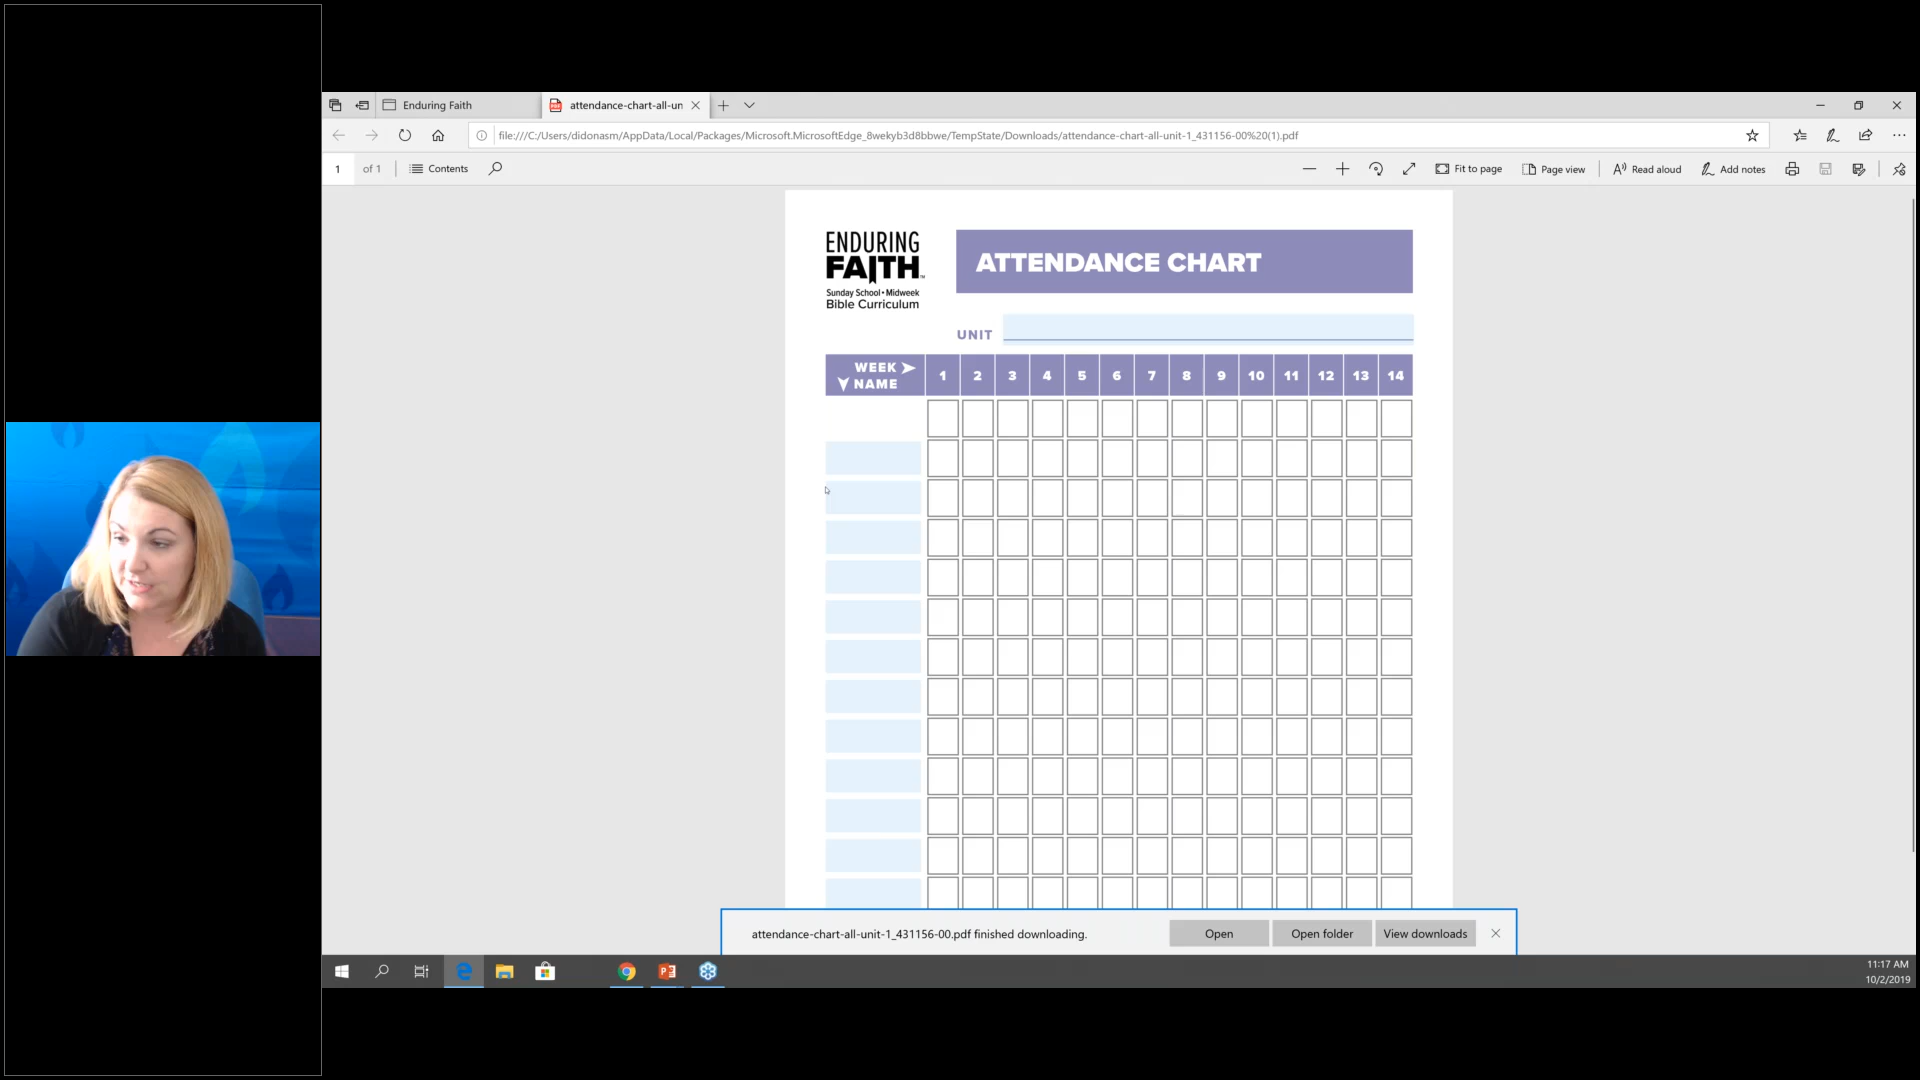 Enduring Faith
attendance-chart-all-un
file:///C:/Users/didonasm/AppData/Local/Packages/Microsoft.MicrosoftEdge_8wekyb3d8bbwe/TempState/Downloads/attendance-chart-all-unit-1_431156-00%20(1).pdf
1 of 1 Contents Fit to page Page view Read aloud Add notes
ENDURING
FAITH™
Sunday School • Midweek
Bible Curriculum
ATTENDANCE CHART
UNIT
WEEK
NAME
1 2 3 4 5 6 7 8 9 10 11 12 13 14
attendance-chart-all-unit-1_431156-00.pdf finished downloading. Open Open folder View downloads
11:17 AM
10/2/2019